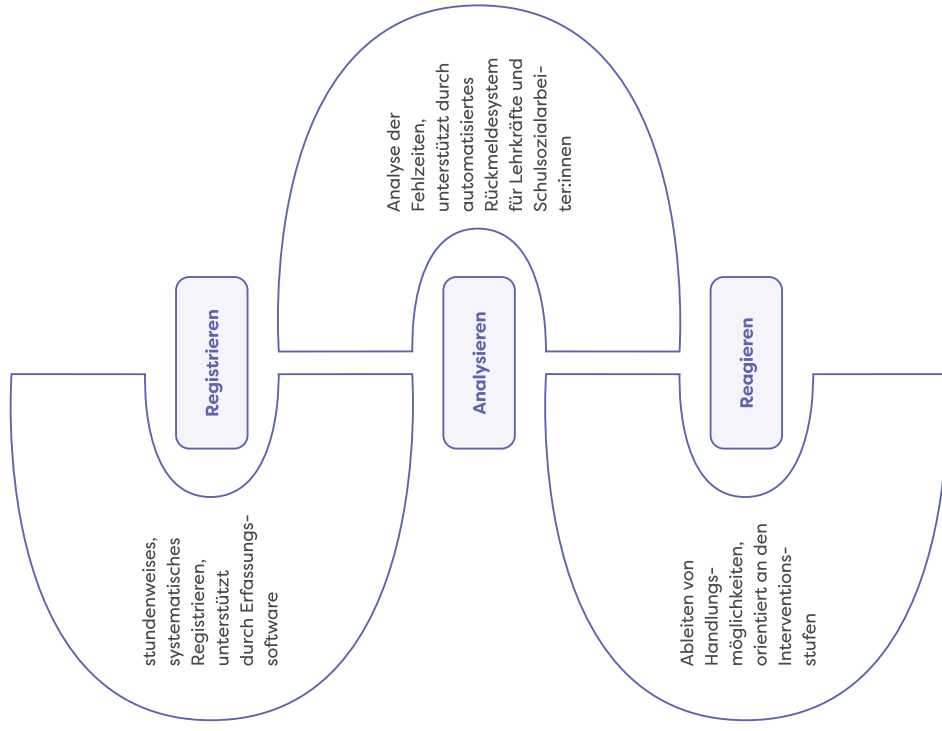 Registrieren
stundenweises,
systematisches
Registrieren,
unterstützt
durch Erfassungs-
software
Analysieren
Analyse der
Fehlzeiten,
unterstützt durch
automatisiertes
Rückmeldesystem
für Lehrkräfte und
Schulsozialarbei-
ter:innen
Reagieren
Ableiten von
Handlungs-
möglichkeiten,
orientiert an den
Interventions-
stufen